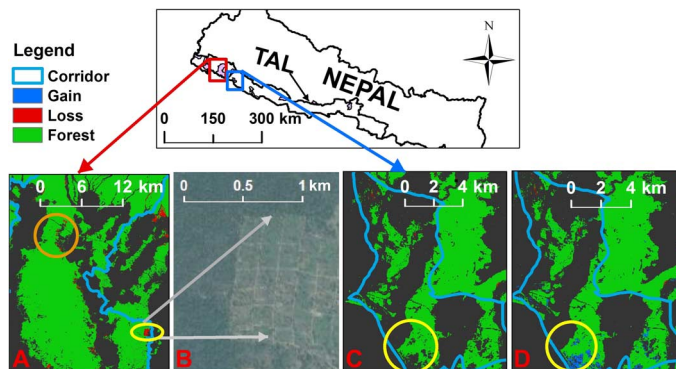 Legend
Corridor
Gain
Loss
Forest
N
TAL
NEPAL
0 150 300 km
0 6 12 km
A
0 0.5 1 km
B
0 2 4 km
C
0 2 4 km
D